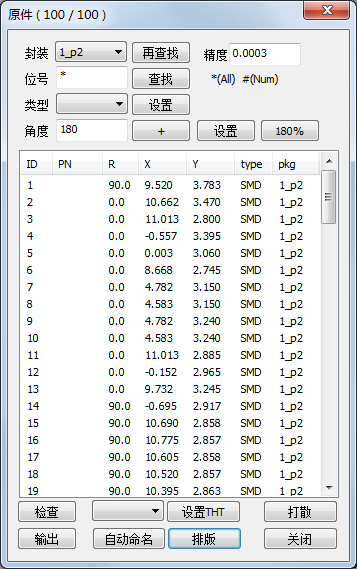 原件 ( 100 / 100 )
封装 1_p2 再查找 精度 0.0003
位号 * 查找 *(All) #(Num)
类型 设置
角度 180 + 设置 180%
ID PN R X Y type pkg
1 90.0 9.520 3.783 SMD 1_p2
2 0.0 10.662 3.470 SMD 1_p2
3 0.0 11.013 2.800 SMD 1_p2
4 0.0 -0.557 3.395 SMD 1_p2
5 0.0 0.003 3.060 SMD 1_p2
6 0.0 8.668 2.745 SMD 1_p2
7 0.0 4.782 3.150 SMD 1_p2
8 0.0 4.583 3.150 SMD 1_p2
9 0.0 4.782 3.240 SMD 1_p2
10 0.0 4.583 3.240 SMD 1_p2
11 0.0 11.013 2.885 SMD 1_p2
12 0.0 -0.152 2.965 SMD 1_p2
13 0.0 9.732 3.245 SMD 1_p2
14 90.0 -0.695 2.917 SMD 1_p2
15 90.0 10.690 2.858 SMD 1_p2
16 90.0 10.775 2.857 SMD 1_p2
17 90.0 10.605 2.858 SMD 1_p2
18 90.0 10.520 2.857 SMD 1_p2
19 90.0 10.395 2.863 SMD 1_p2
检查 设置THT 打散
输出 自动命名 排版 关闭